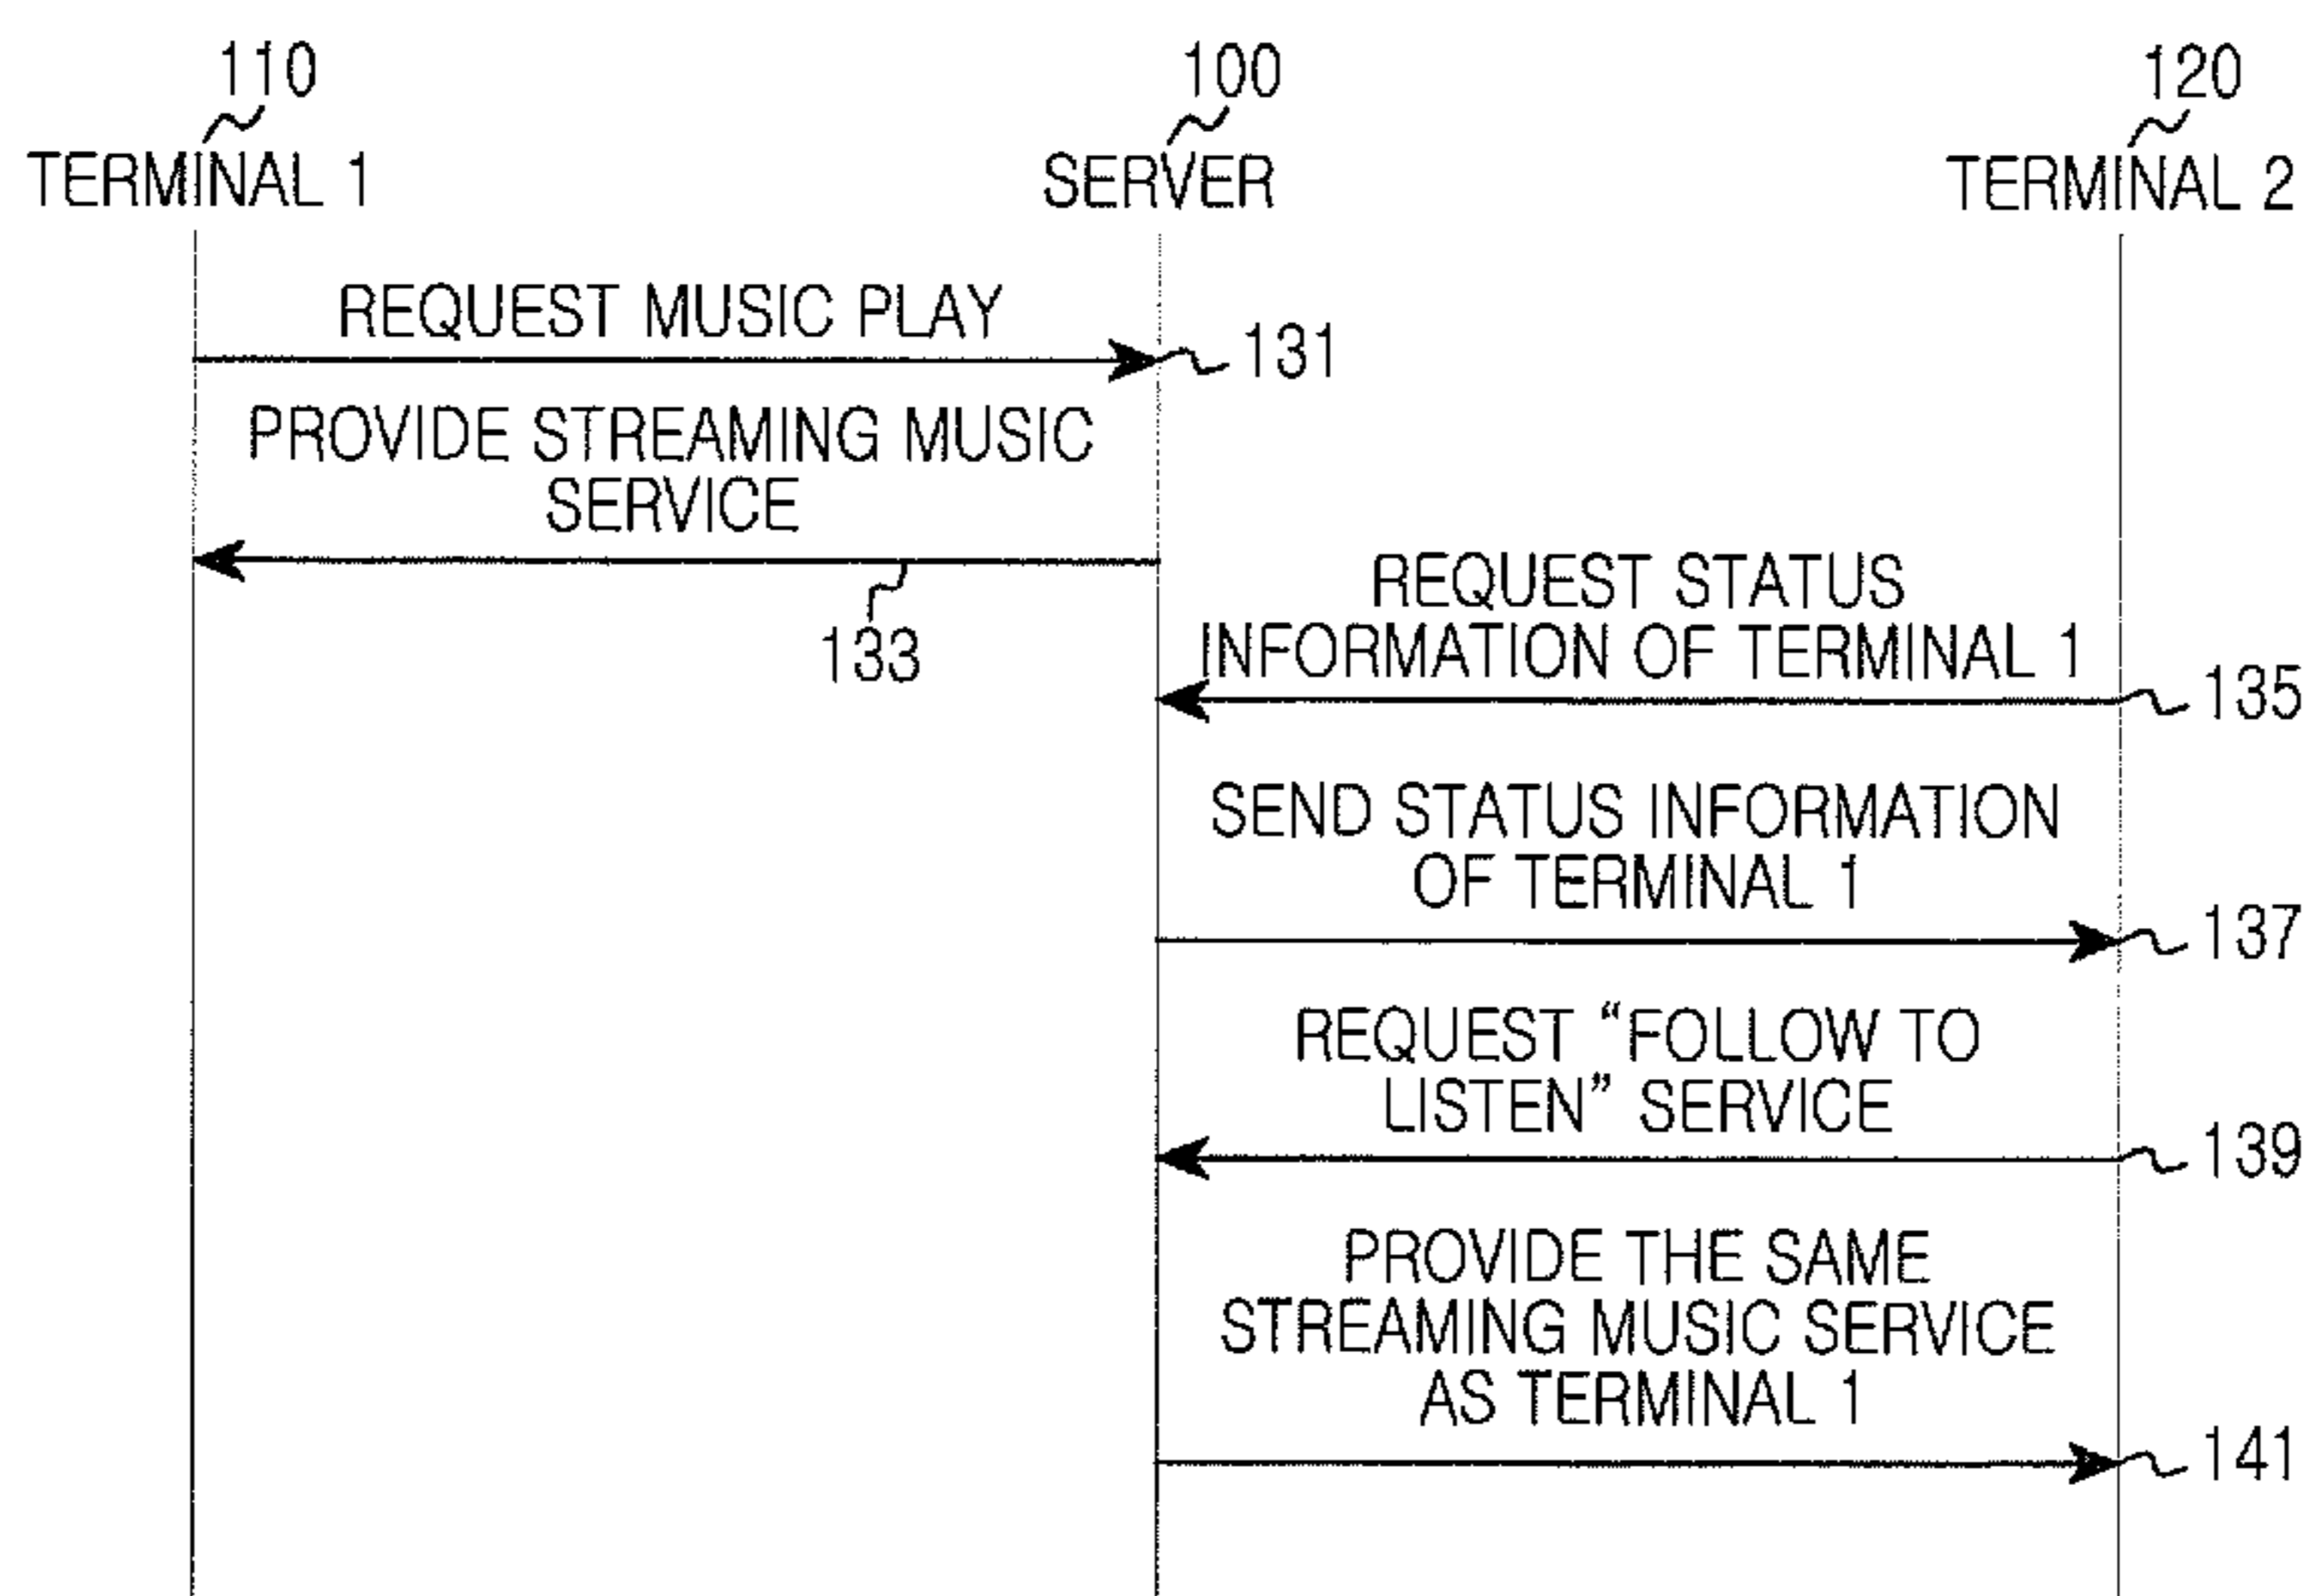 110
100
120
TERMINAL 1
SERVER
TERMINAL 2
REQUEST MUSIC PLAY
131
PROVIDE STREAMING MUSIC
SERVICE
133
REQUEST STATUS
INFORMATION OF TERMINAL 1
135
SEND STATUS INFORMATION
OF TERMINAL 1
137
REQUEST “FOLLOW TO
LISTEN” SERVICE
139
PROVIDE THE SAME
STREAMING MUSIC SERVICE
AS TERMINAL 1
141